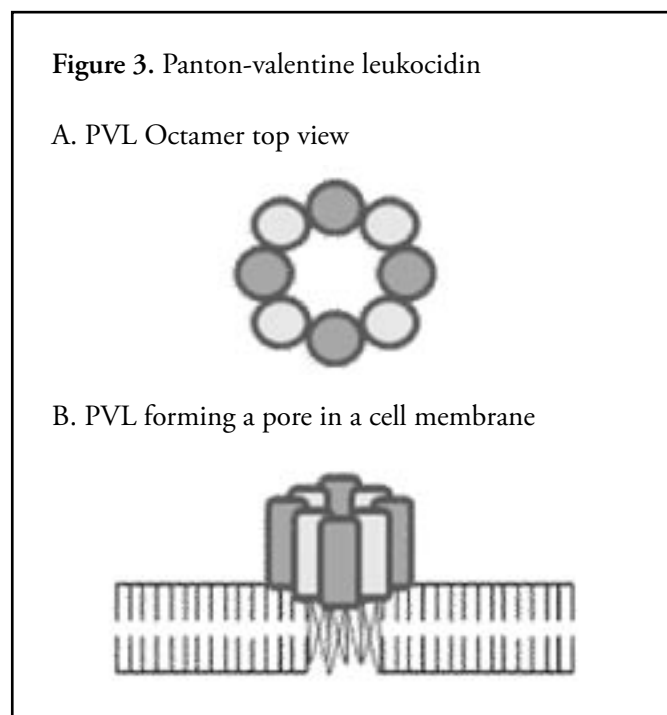 Figure 3. Panton-valentine leukocidin
A. PVL Octamer top view
B. PVL forming a pore in a cell membrane